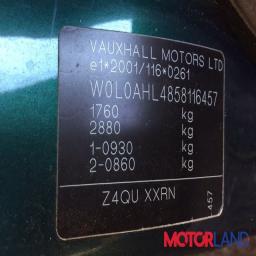 VAUXHALL MOTORS LTD
e1*2001/116*0261
W0L0AHL4858116457
1760 kg
2880 kg
1-0930 kg
2-0860 kg
Z4QU XXRN
457
MOTORLAND